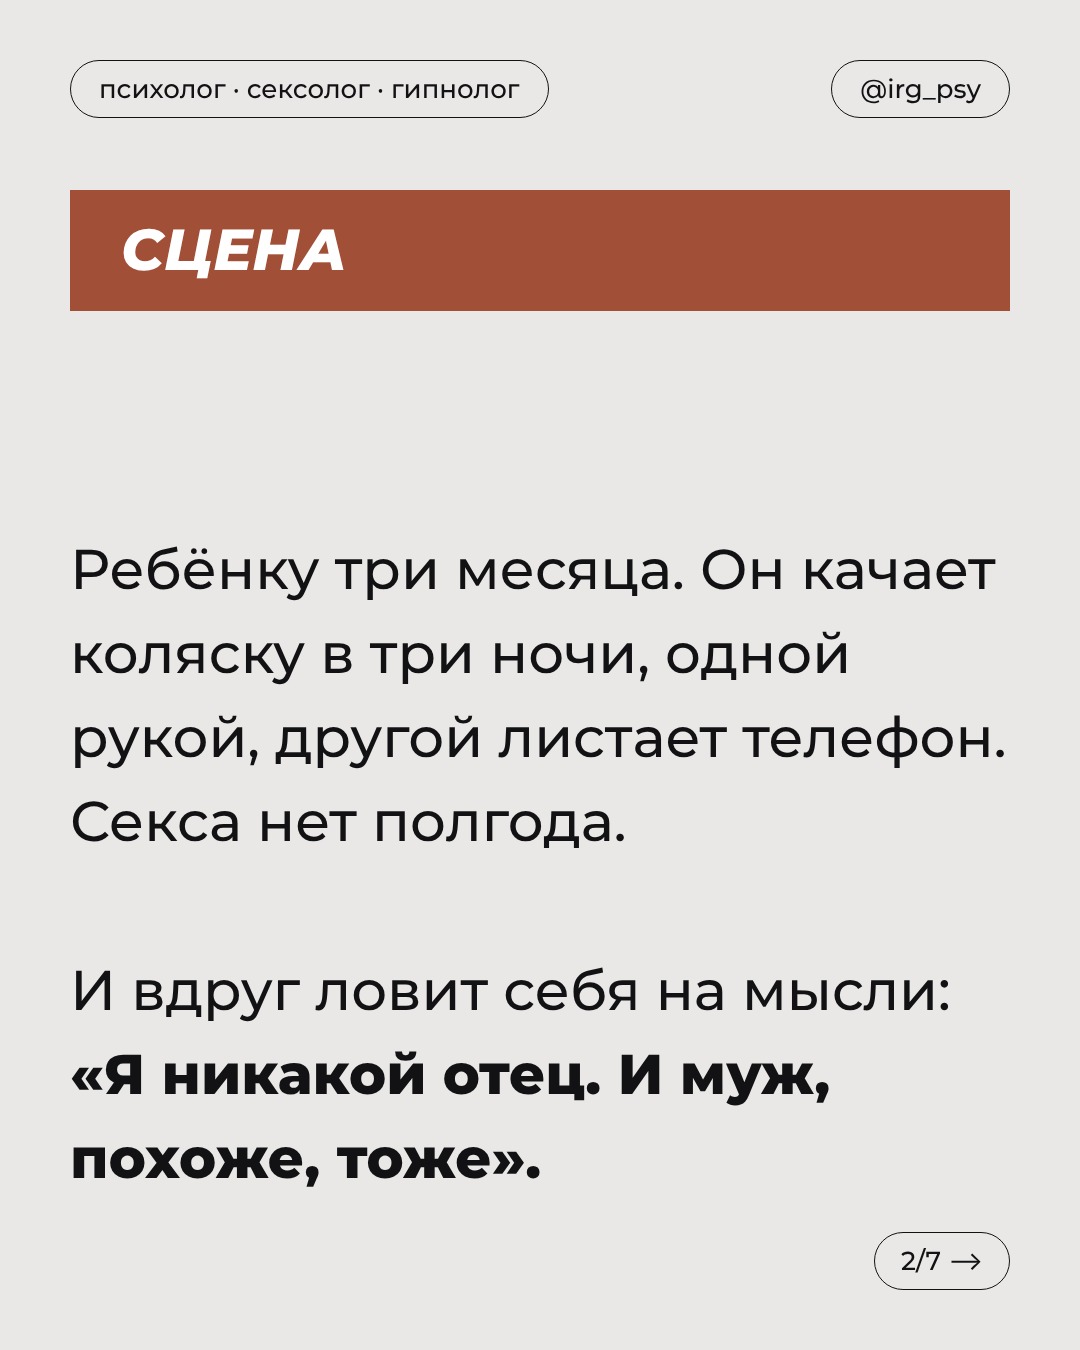 психолог · сексолог · гипнолог
@irg_psy
СЦЕНА
Ребёнку три месяца. Он качает
коляску в три ночи, одной
рукой, другой листает телефон.
Секса нет полгода.
И вдруг ловит себя на мысли:
«Я никакой отец. И муж,
похоже, тоже».
2/7 →